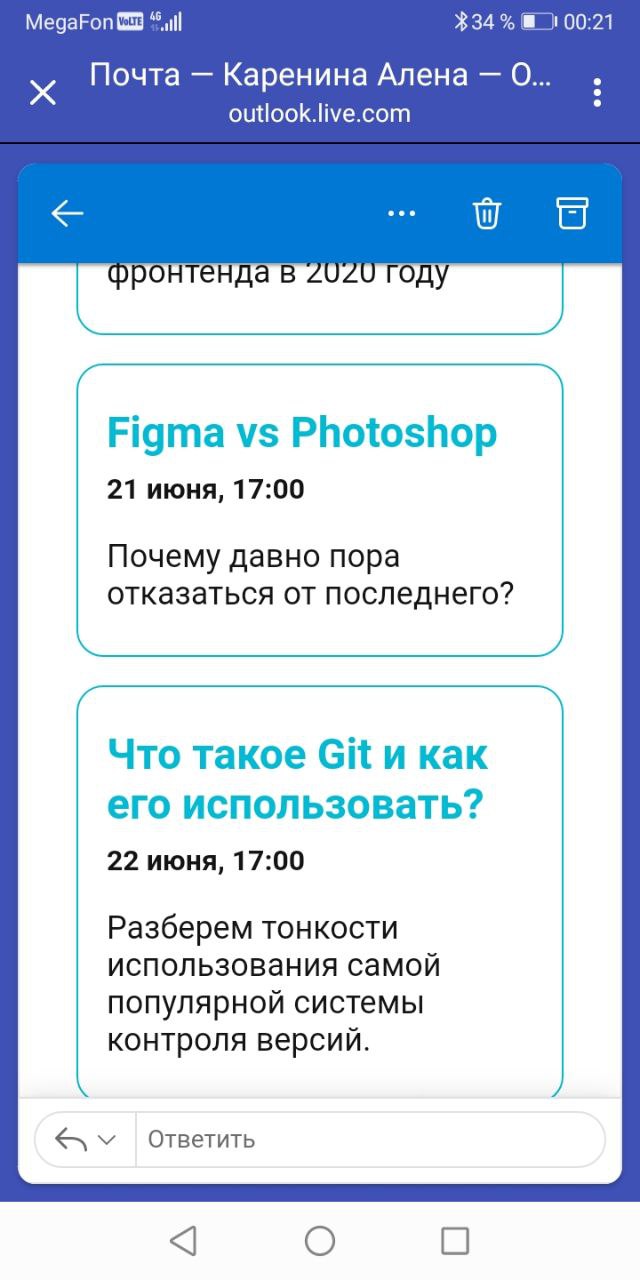 MegaFon VoLTE 4G 34 % 00:21
Почта — Каренина Алена — O...
outlook.live.com
фронтенда в 2020 году
Figma vs Photoshop
21 июня, 17:00
Почему давно пора
отказаться от последнего?
Что такое Git и как
его использовать?
22 июня, 17:00
Разберем тонкости
использования самой
популярной системы
контроля версий.
Ответить